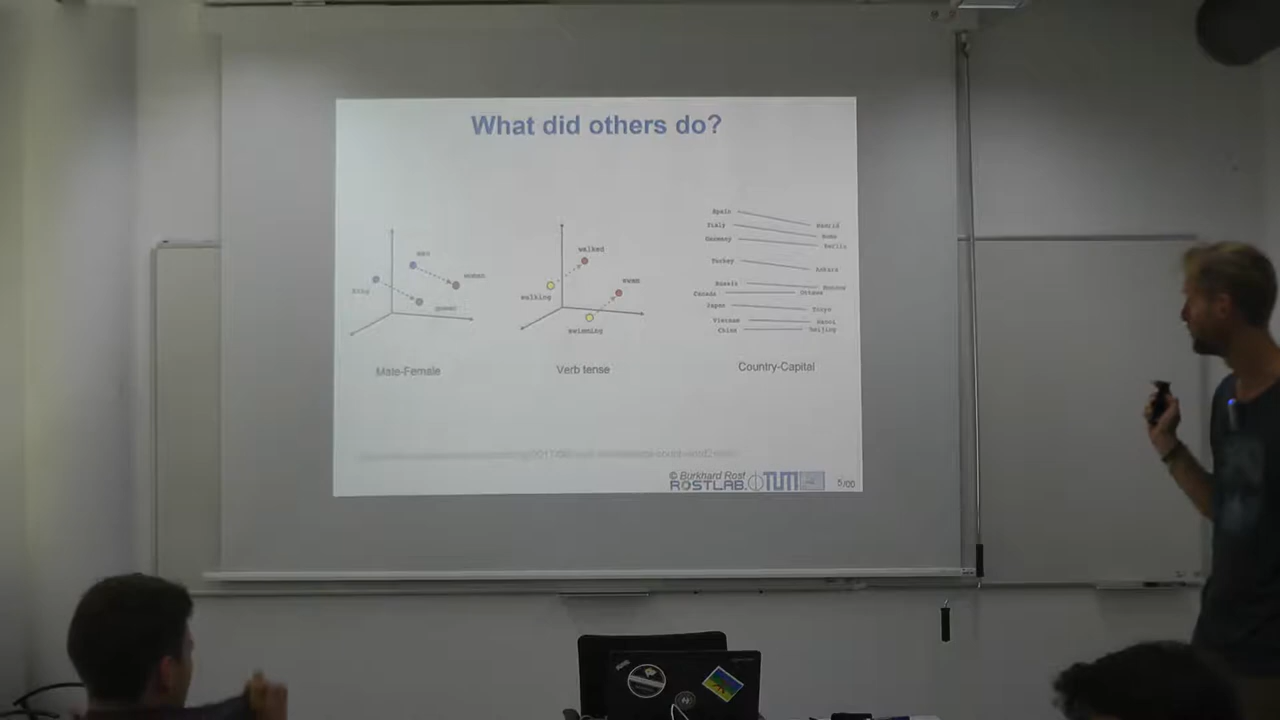 What did others do?
man
woman
king
queen
Male-Female
walked
swam
walking
swimming
Verb tense
Spain Madrid
Italy Rome
Germany Berlin
Turkey Ankara
Russia Moscow
Canada Ottawa
Japan Tokyo
Vietnam Hanoi
China Beijing
Country-Capital
© Burkhard Rost
ROSTLAB. TUM
5/00